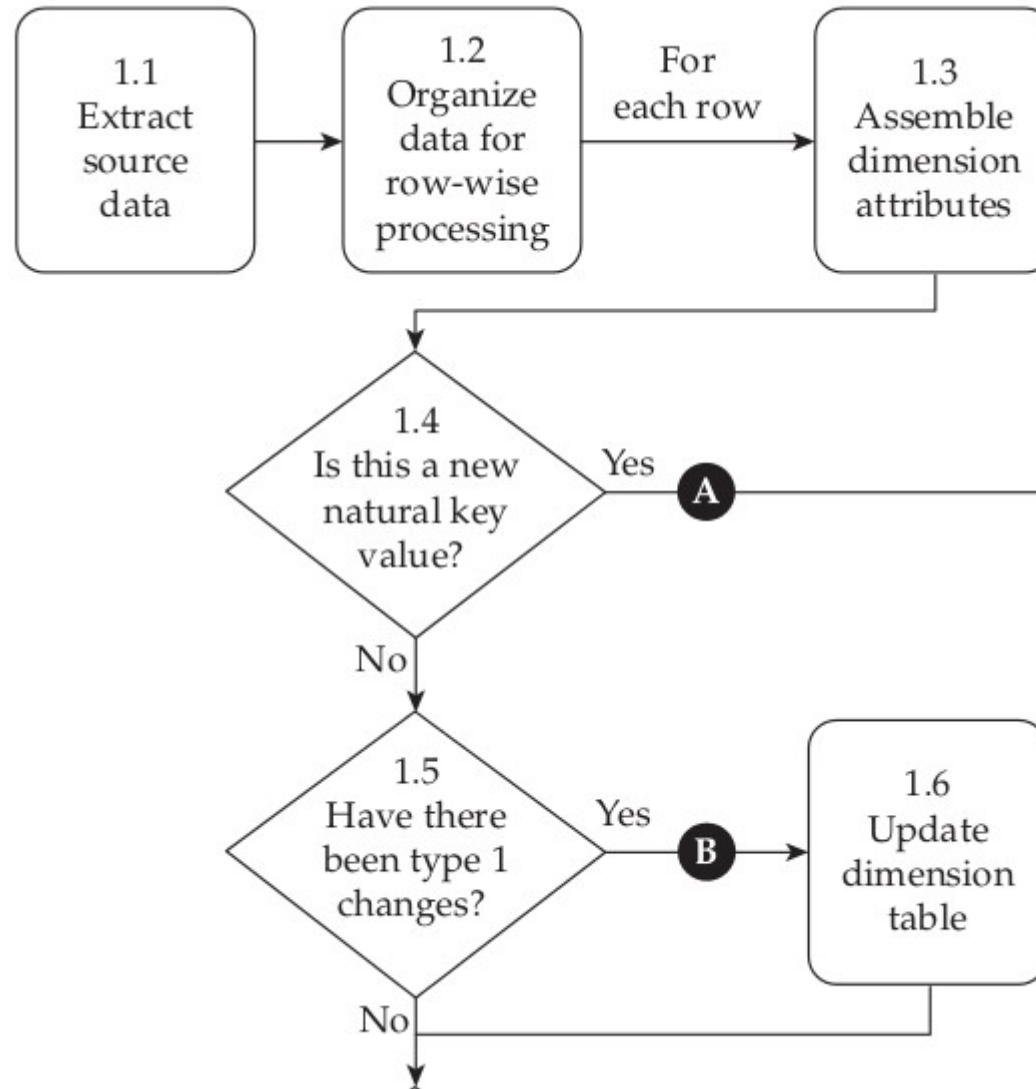 1.1
Extract
source
data
1.2
Organize
data for
row-wise
processing
For
each row
1.3
Assemble
dimension
attributes
1.4
Is this a new
natural key
value?
Yes
A
No
1.5
Have there
been type 1
changes?
Yes
B
1.6
Update
dimension
table
No